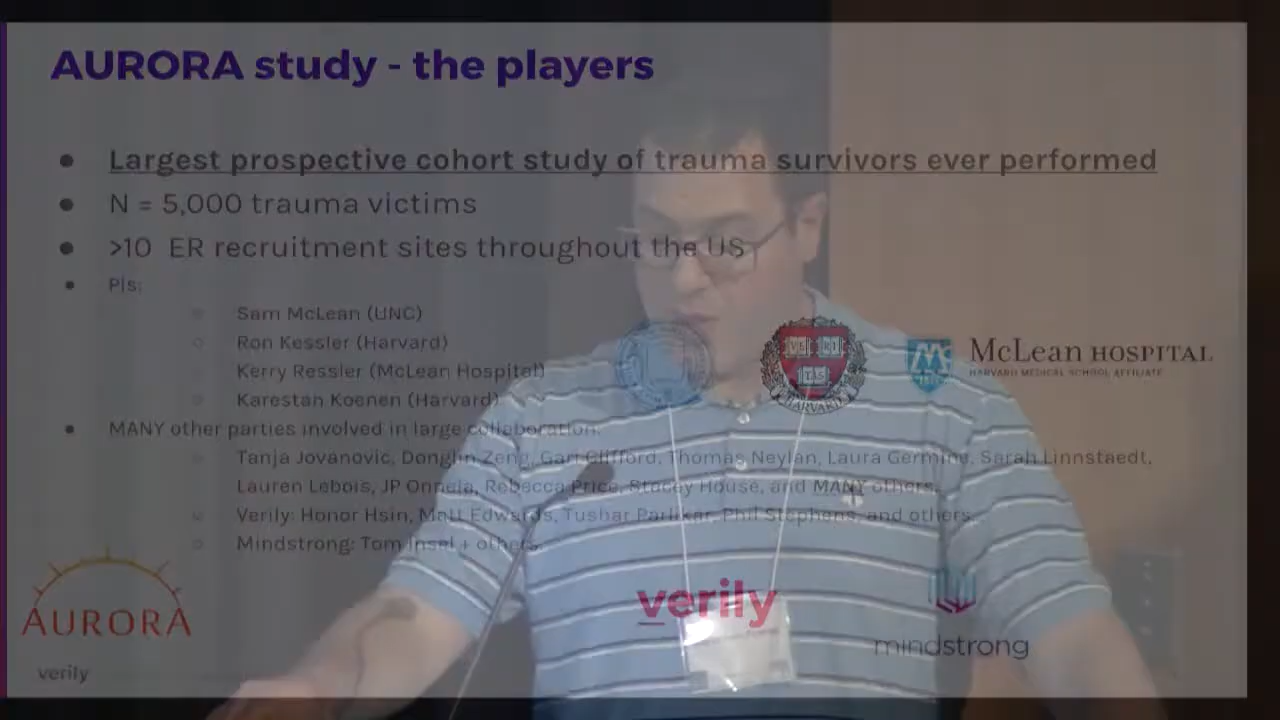 AURORA study - the players
● Largest prospective cohort study of trauma survivors ever performed
● N = 5,000 trauma victims
● >10 ER recruitment sites throughout the US
● PIs:
○ Sam McLean (UNC)
○ Ron Kessler (Harvard)
○ Kerry Ressler (McLean Hospital)
○ Karestan Koenen (Harvard)
● MANY other parties involved in large collaboration:
○ Tanja Jovanovic, Donglin Zeng, Gari Clifford, Thomas Neylan, Laura Germine, Sarah Linnstaedt,
Lauren Lebois, JP Onnela, Rebecca Price, Stacey House, and MANY others.
○ Verily: Honor Hsin, Matt Edwards, Tushar Parlikar, Phil Stephens, and others.
○ Mindstrong: Tom Insel + others.
VE RI
TAS
HARVARD
McLean HOSPITAL
HARVARD MEDICAL SCHOOL AFFILIATE
verily
mindstrong
AURORA
verily